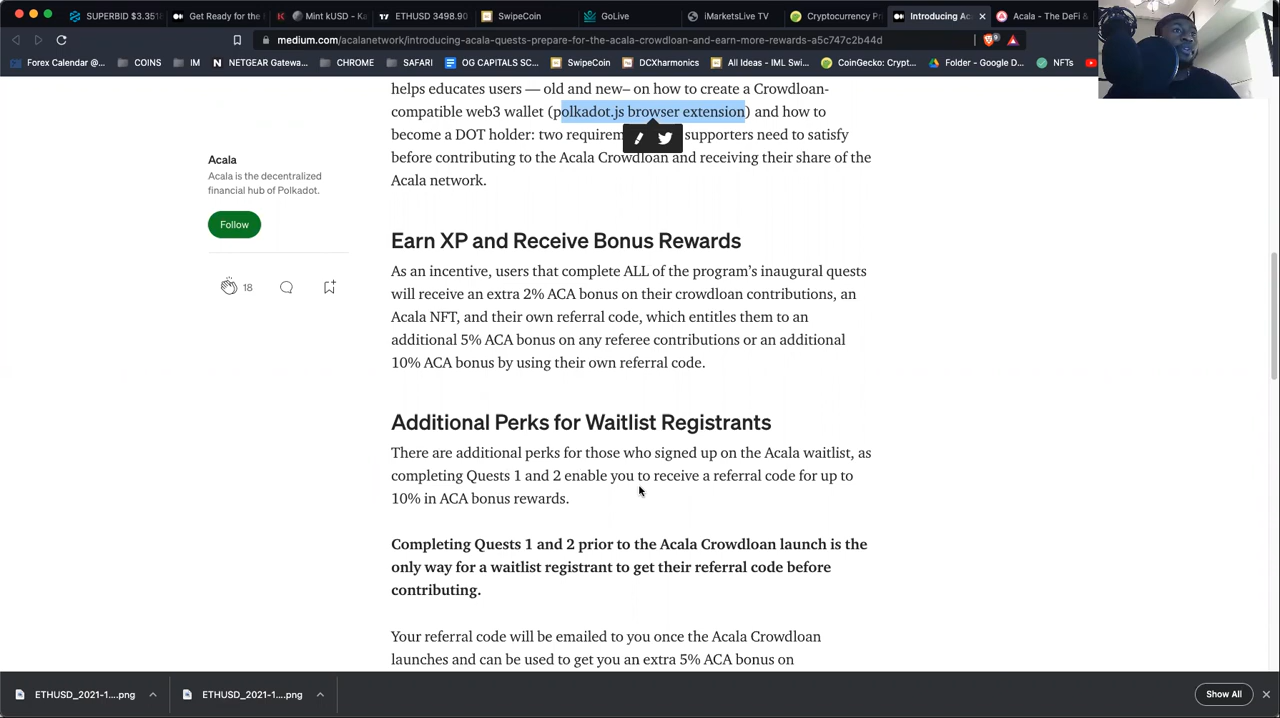 SUPERBID $3.351
Get Ready for the
Mint kUSD - Ka
ETHUSD 3498.90
SwipeCoin
GoLive
iMarketsLive TV
Cryptocurrency Pr
Introducing Ac
Acala - The DeFi &
medium.com/acalanetwork/introducing-acala-quests-prepare-for-the-acala-crowdloan-and-earn-more-rewards-a5c747c2b44d
Forex Calendar @...
COINS
IM
NETGEAR Gatewa...
CHROME
SAFARI
OG CAPITALS SC...
SwipeCoin
DCXharmonics
All Ideas - IML Swi...
CoinGecko: Crypt...
Folder - Google D...
NFTs
helps educates users — old and new– on how to create a Crowdloan-
compatible web3 wallet (polkadot.js browser extension) and how to
become a DOT holder: two requirem supporters need to satisfy
before contributing to the Acala Crowdloan and receiving their share of the
Acala network.
Acala
Acala is the decentralized
financial hub of Polkadot.
Follow
18
Earn XP and Receive Bonus Rewards
As an incentive, users that complete ALL of the program's inaugural quests
will receive an extra 2% ACA bonus on their crowdloan contributions, an
Acala NFT, and their own referral code, which entitles them to an
additional 5% ACA bonus on any referee contributions or an additional
10% ACA bonus by using their own referral code.
Additional Perks for Waitlist Registrants
There are additional perks for those who signed up on the Acala waitlist, as
completing Quests 1 and 2 enable you to receive a referral code for up to
10% in ACA bonus rewards.
Completing Quests 1 and 2 prior to the Acala Crowdloan launch is the
only way for a waitlist registrant to get their referral code before
contributing.
Your referral code will be emailed to you once the Acala Crowdloan
launches and can be used to get you an extra 5% ACA bonus on
ETHUSD_2021-1....png
ETHUSD_2021-1....png
Show All